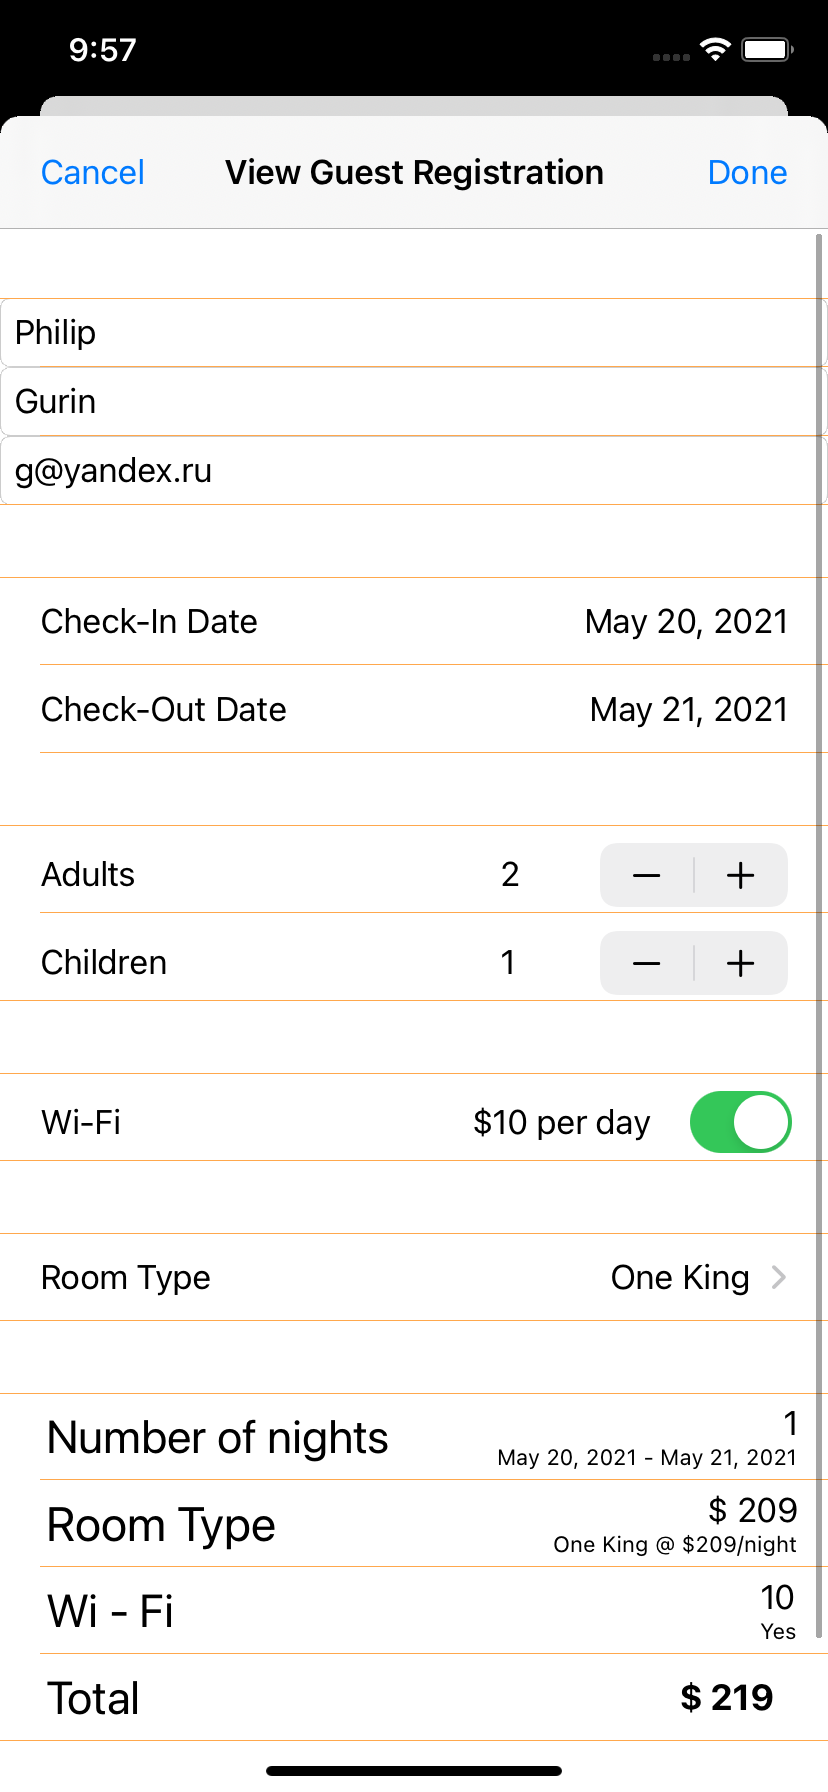 9:57
Cancel View Guest Registration Done
Philip
Gurin
g@yandex.ru
Check-In Date May 20, 2021
Check-Out Date May 21, 2021
Adults 2 − +
Children 1 − +
Wi-Fi $10 per day
Room Type One King
Number of nights 1
May 20, 2021 - May 21, 2021
Room Type $ 209
One King @ $209/night
Wi - Fi 10
Yes
Total $ 219